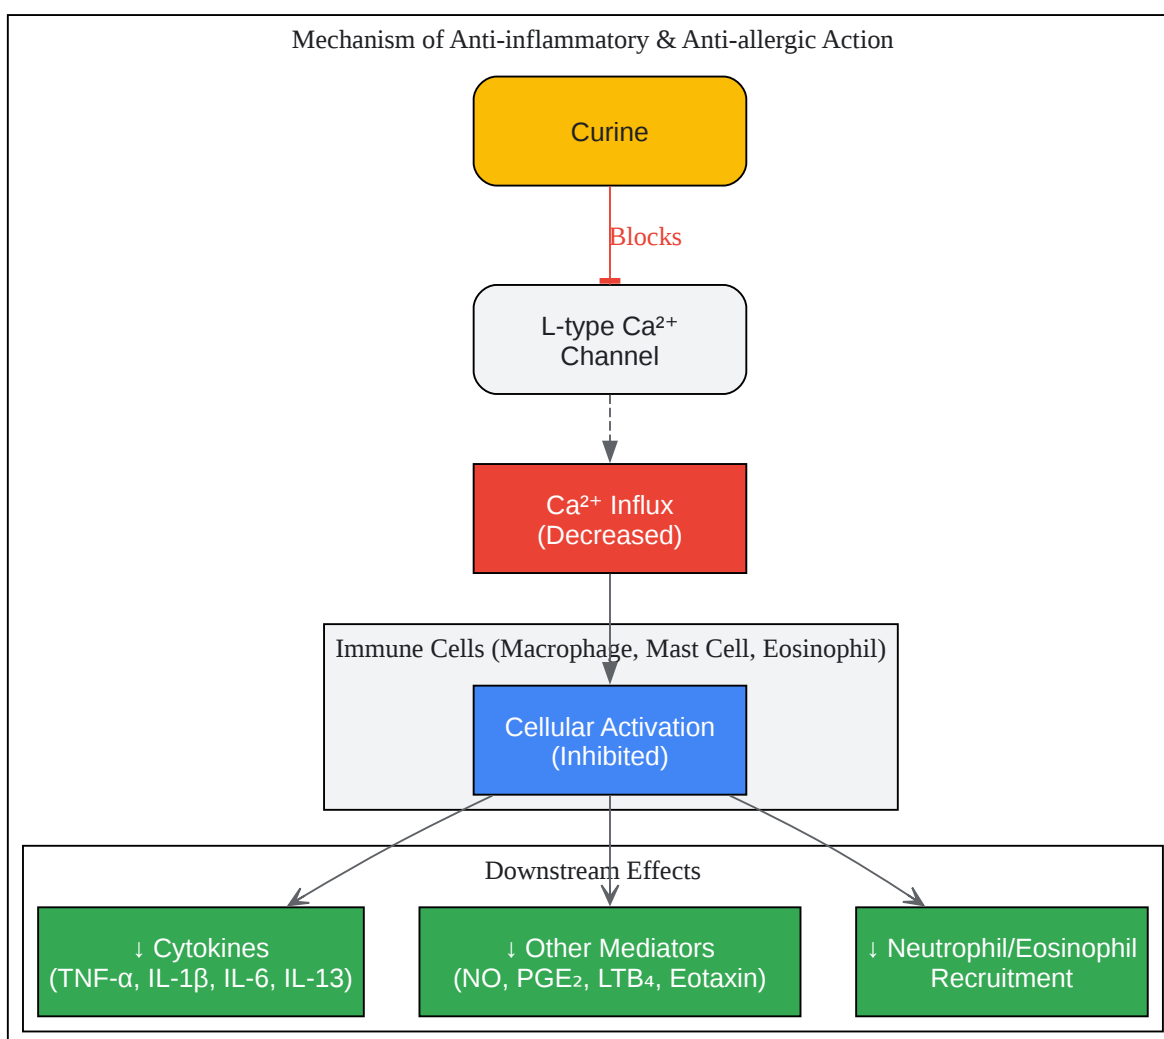 Mechanism of Anti-inflammatory & Anti-allergic Action
Curine
Blocks
L-type Ca²⁺
Channel
Ca²⁺ Influx
(Decreased)
Immune Cells (Macrophage, Mast Cell, Eosinophil)
Cellular Activation
(Inhibited)
Downstream Effects
↓ Cytokines
(TNF-α, IL-1β, IL-6, IL-13)
↓ Other Mediators
(NO, PGE₂, LTB₄, Eotaxin)
↓ Neutrophil/Eosinophil
Recruitment